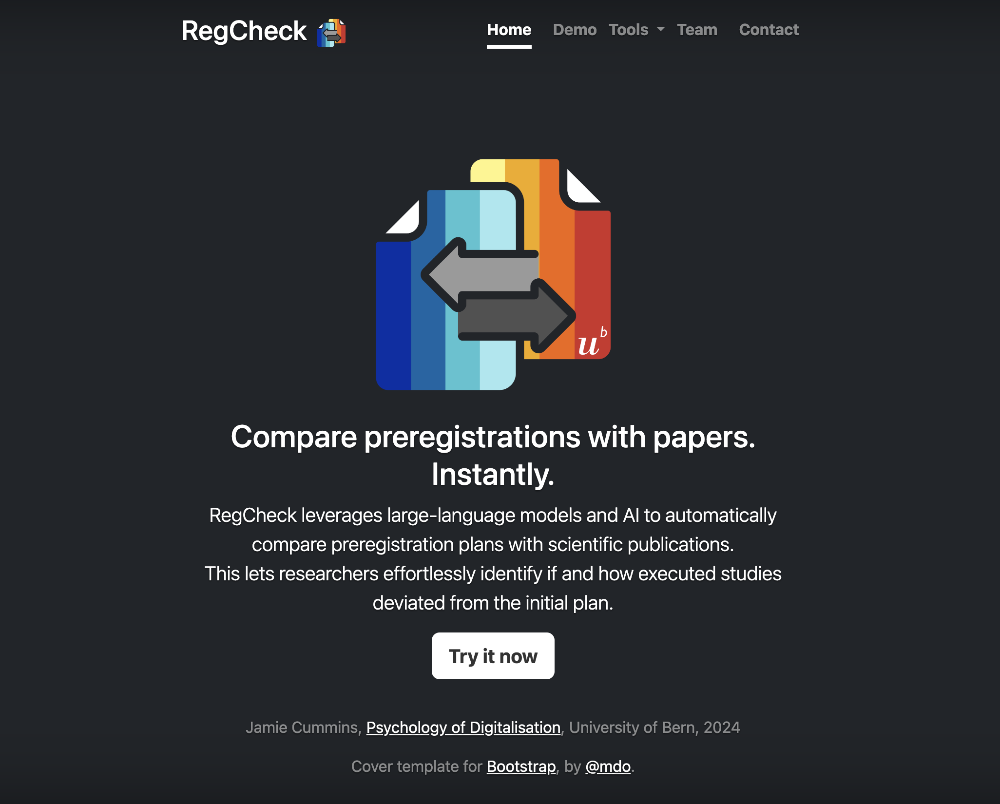 RegCheck
Home Demo Tools Team Contact
u^b
Compare preregistrations with papers.
Instantly.
RegCheck leverages large-language models and AI to automatically
compare preregistration plans with scientific publications.
This lets researchers effortlessly identify if and how executed studies
deviated from the initial plan.
Try it now
Jamie Cummins, Psychology of Digitalisation, University of Bern, 2024
Cover template for Bootstrap, by @mdo.